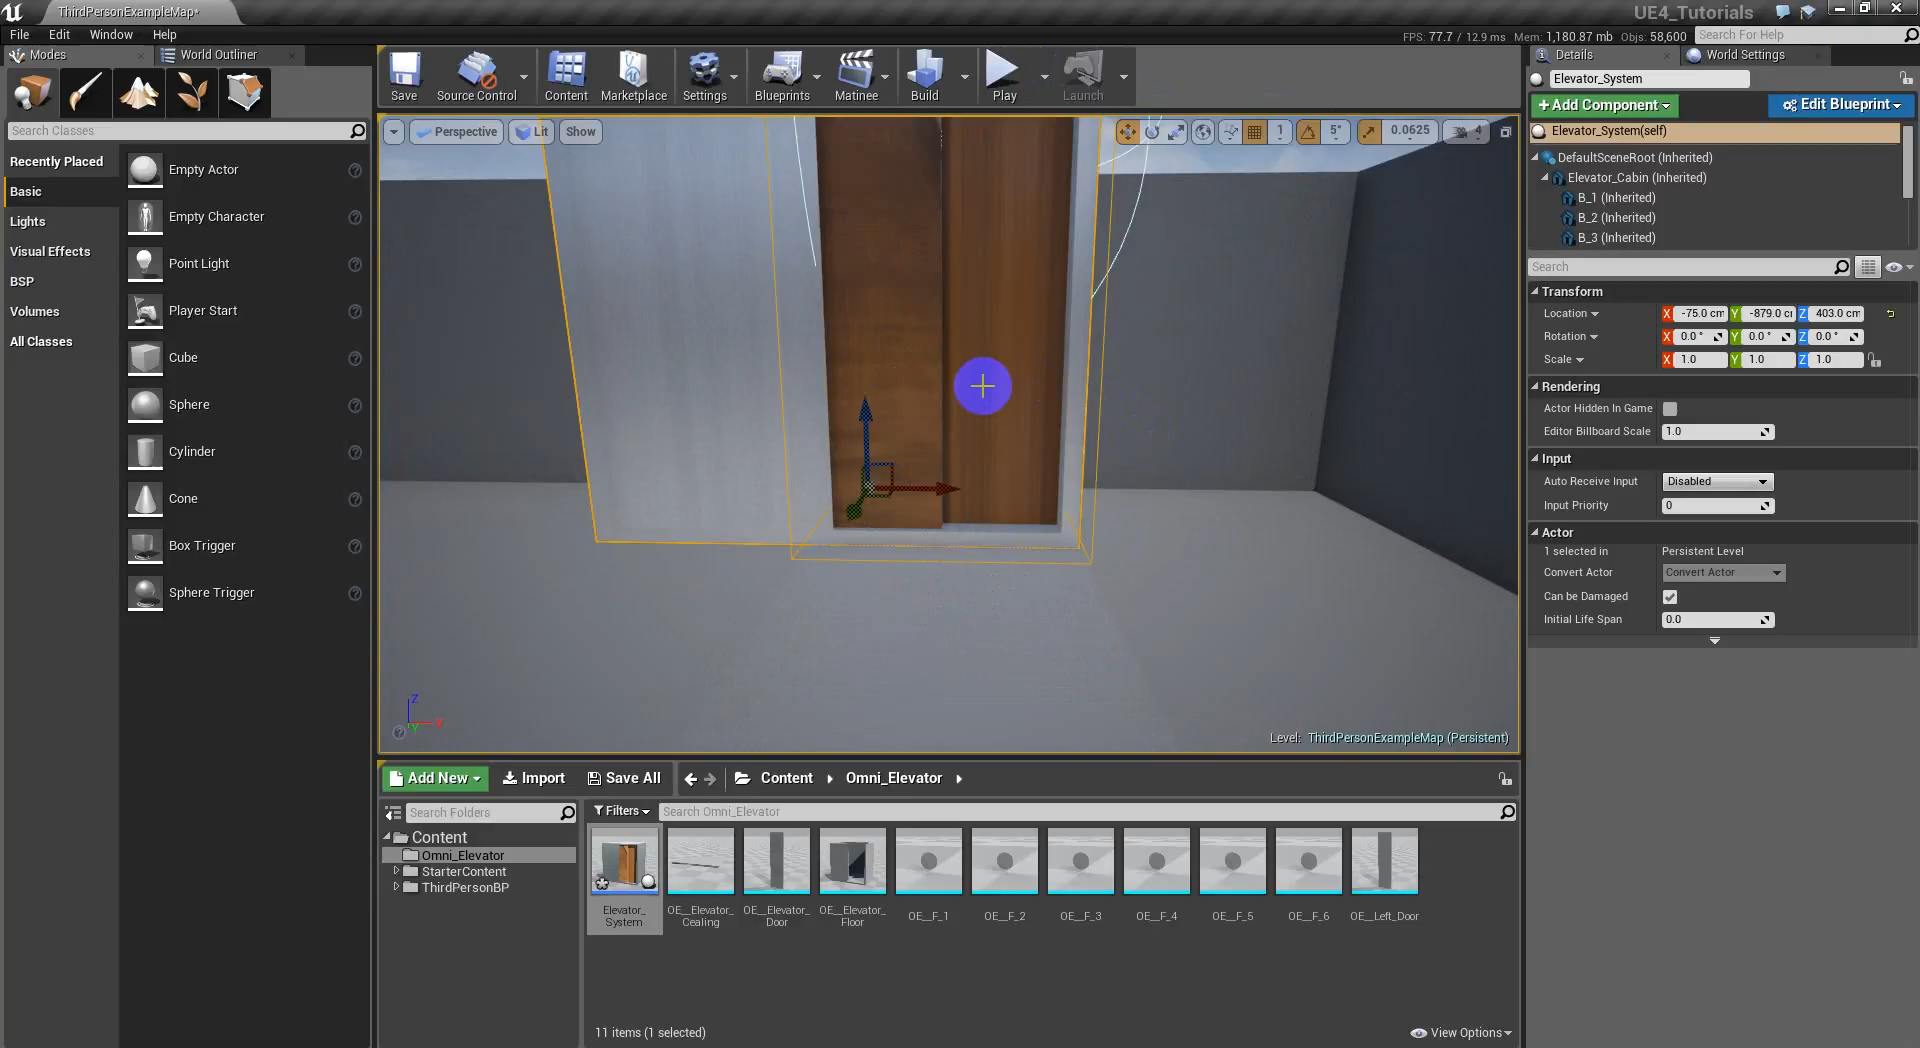 ThirdPersonExampleMap*
UE4_Tutorials
File Edit Window Help
FPS: 77.7 / 12.9 ms Mem: 1,180.87 mb Objs: 58,600 Search For Help
Modes World Outliner
Search Classes
Recently Placed
Basic
Lights
Visual Effects
BSP
Volumes
All Classes
Empty Actor
Empty Character
Point Light
Player Start
Cube
Sphere
Cylinder
Cone
Box Trigger
Sphere Trigger
Save Source Control Content Marketplace Settings Blueprints Matinee Build Play Launch
Perspective Lit Show
1 5° 0.0625 4
Z
X
Y
Level: ThirdPersonExampleMap (Persistent)
Add New Import Save All Content Omni_Elevator
Search Folders
Content
Omni_Elevator
StarterContent
ThirdPersonBP
Filters Search Omni_Elevator
Elevator_
System
OE__Elevator_
Cealing
OE__Elevator_
Door
OE__Elevator_
Floor
OE__F_1
OE__F_2
OE__F_3
OE__F_4
OE__F_5
OE__F_6
OE__Left_Door
11 items (1 selected)
View Options
Details World Settings
Elevator_System
+Add Component Edit Blueprint
Elevator_System(self)
DefaultSceneRoot (Inherited)
Elevator_Cabin (Inherited)
B_1 (Inherited)
B_2 (Inherited)
B_3 (Inherited)
Search
Transform
Location X -75.0 cm Y -879.0 c Z 403.0 cm
Rotation X 0.0 ° Y 0.0 ° Z 0.0 °
Scale X 1.0 Y 1.0 Z 1.0
Rendering
Actor Hidden In Game
Editor Billboard Scale 1.0
Input
Auto Receive Input Disabled
Input Priority 0
Actor
1 selected in Persistent Level
Convert Actor Convert Actor
Can be Damaged
Initial Life Span 0.0